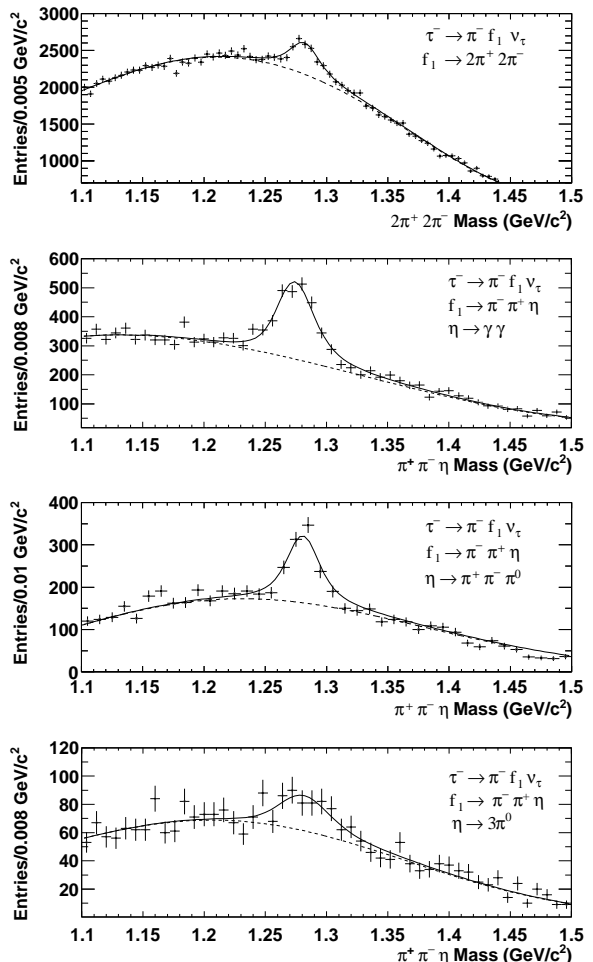 Entries/0.005 GeV/c²
3000
2500
2000
1500
1000
τ⁻ → π⁻ f₁ ν_τ
f₁ → 2π⁺ 2π⁻
1.1 1.15 1.2 1.25 1.3 1.35 1.4 1.45 1.5
2π⁺ 2π⁻ Mass (GeV/c²)
Entries/0.008 GeV/c²
600
500
400
300
200
100
τ⁻ → π⁻ f₁ ν_τ
f₁ → π⁻ π⁺ η
η → γ γ
1.1 1.15 1.2 1.25 1.3 1.35 1.4 1.45 1.5
π⁺ π⁻ η Mass (GeV/c²)
Entries/0.01 GeV/c²
400
300
200
100
0
τ⁻ → π⁻ f₁ ν_τ
f₁ → π⁻ π⁺ η
η → π⁺ π⁻ π⁰
1.1 1.15 1.2 1.25 1.3 1.35 1.4 1.45 1.5
π⁺ π⁻ η Mass (GeV/c²)
Entries/0.008 GeV/c²
120
100
80
60
40
20
τ⁻ → π⁻ f₁ ν_τ
f₁ → π⁻ π⁺ η
η → 3π⁰
1.1 1.15 1.2 1.25 1.3 1.35 1.4 1.45 1.5
π⁺ π⁻ η Mass (GeV/c²)